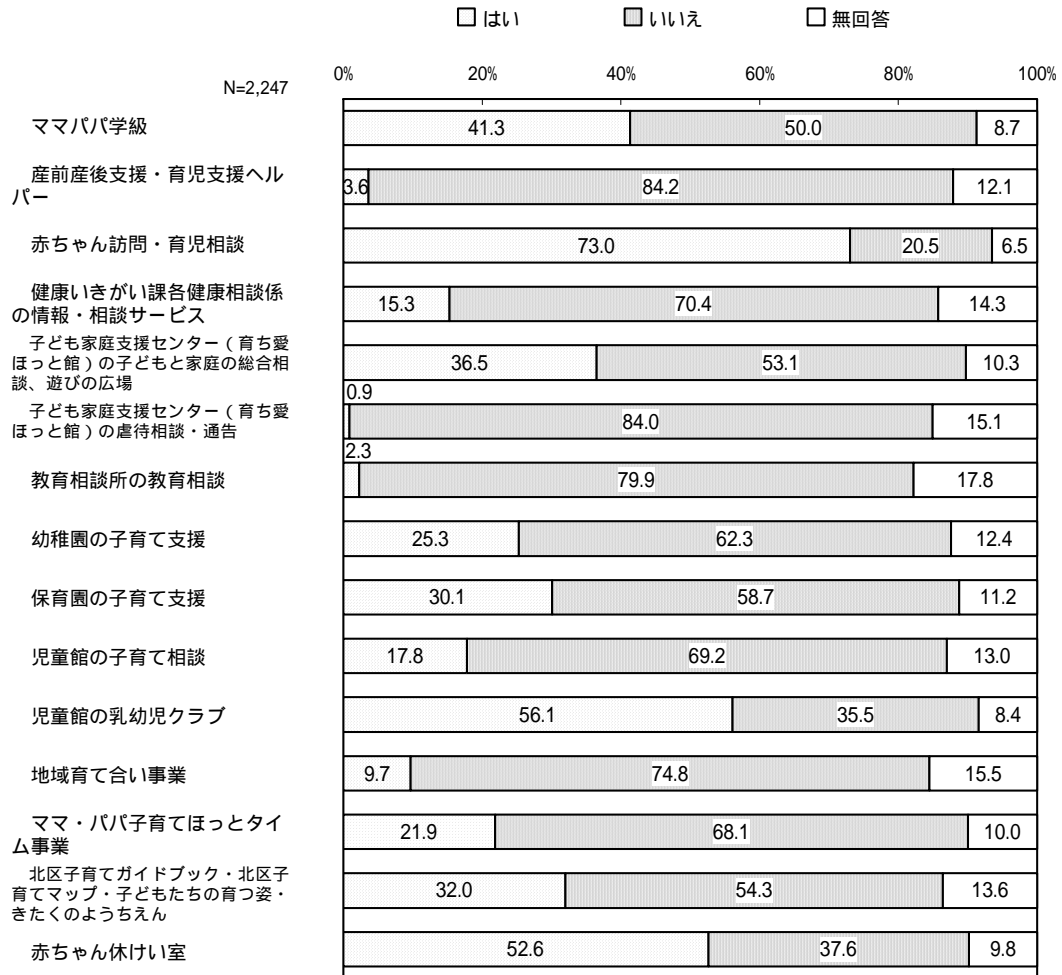 はい いいえ 無回答
N=2,247
0% 20% 40% 60% 80% 100%
ママパパ学級 41.3 50.0 8.7
産前産後支援・育児支援ヘル
パー
3.6 84.2 12.1
赤ちゃん訪問・育児相談 73.0 20.5 6.5
健康いきがい課各健康相談係
の情報・相談サービス
15.3 70.4 14.3
子ども家庭支援センター(育ち愛
ほっと館)の子どもと家庭の総合相
談、遊びの広場
36.5 53.1 10.3
子ども家庭支援センター(育ち愛
ほっと館)の虐待相談・通告
0.9 84.0 15.1
教育相談所の教育相談 2.3 79.9 17.8
幼稚園の子育て支援 25.3 62.3 12.4
保育園の子育て支援 30.1 58.7 11.2
児童館の子育て相談 17.8 69.2 13.0
児童館の乳幼児クラブ 56.1 35.5 8.4
地域育て合い事業 9.7 74.8 15.5
ママ・パパ子育てほっとタイ
ム事業
21.9 68.1 10.0
北区子育てガイドブック・北区子
育てマップ・子どもたちの育つ姿・
きたくのようちえん
32.0 54.3 13.6
赤ちゃん休けい室 52.6 37.6 9.8